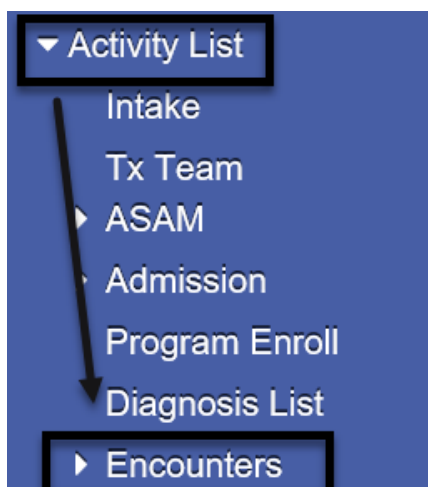 Activity List
Intake
Tx Team
ASAM
Admission
Program Enroll
Diagnosis List
Encounters